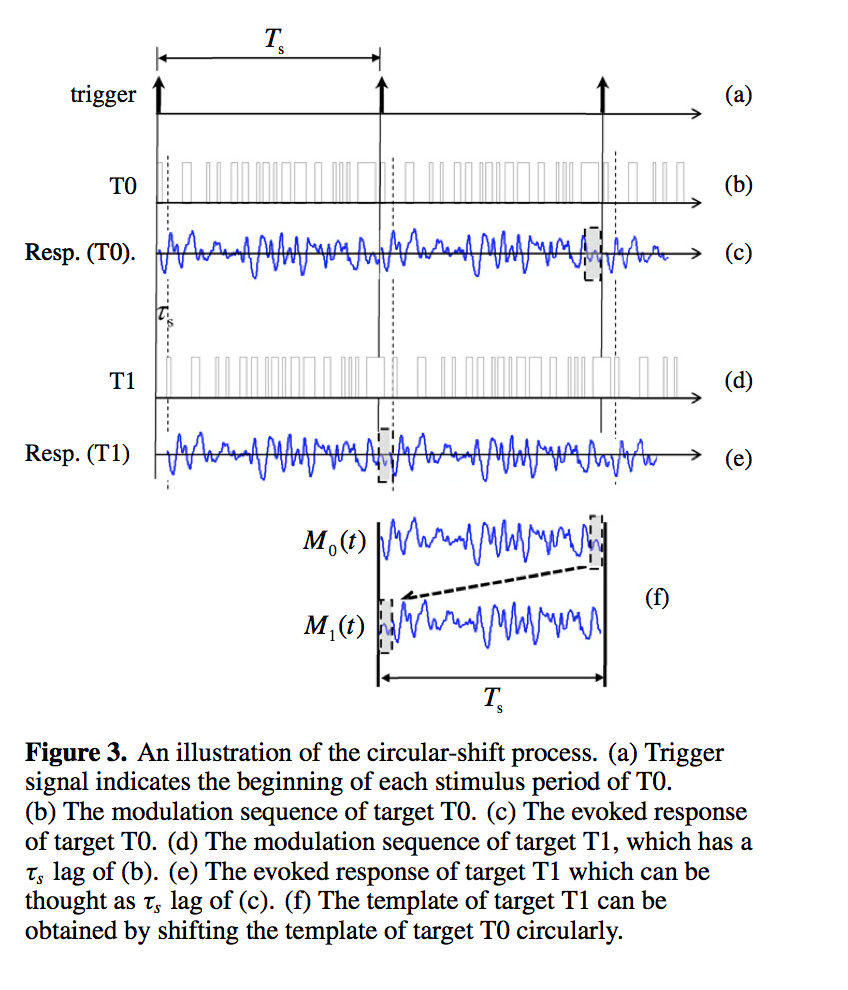 Tₛ
trigger
(a)
T0
(b)
Resp. (T0).
(c)
τₛ
T1
(d)
Resp. (T1)
(e)
M₀(t)
(f)
M₁(t)
Tₛ
Figure 3. An illustration of the circular-shift process. (a) Trigger
signal indicates the beginning of each stimulus period of T0.
(b) The modulation sequence of target T0. (c) The evoked response
of target T0. (d) The modulation sequence of target T1, which has a
τₛ lag of (b). (e) The evoked response of target T1 which can be
thought as τₛ lag of (c). (f) The template of target T1 can be
obtained by shifting the template of target T0 circularly.